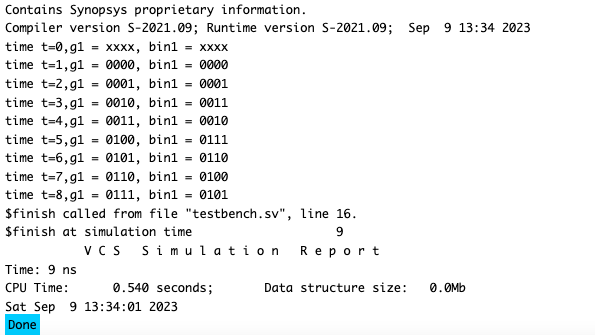 Contains Synopsys proprietary information.
Compiler version S-2021.09; Runtime version S-2021.09;  Sep  9 13:34 2023
time t=0,g1 = xxxx, bin1 = xxxx
time t=1,g1 = 0000, bin1 = 0000
time t=2,g1 = 0001, bin1 = 0001
time t=3,g1 = 0010, bin1 = 0011
time t=4,g1 = 0011, bin1 = 0010
time t=5,g1 = 0100, bin1 = 0111
time t=6,g1 = 0101, bin1 = 0110
time t=7,g1 = 0110, bin1 = 0100
time t=8,g1 = 0111, bin1 = 0101
$finish called from file "testbench.sv", line 16.
$finish at simulation time                    9
           V C S   S i m u l a t i o n   R e p o r t
Time: 9 ns
CPU Time:      0.540 seconds;       Data structure size:   0.0Mb
Sat Sep  9 13:34:01 2023
Done